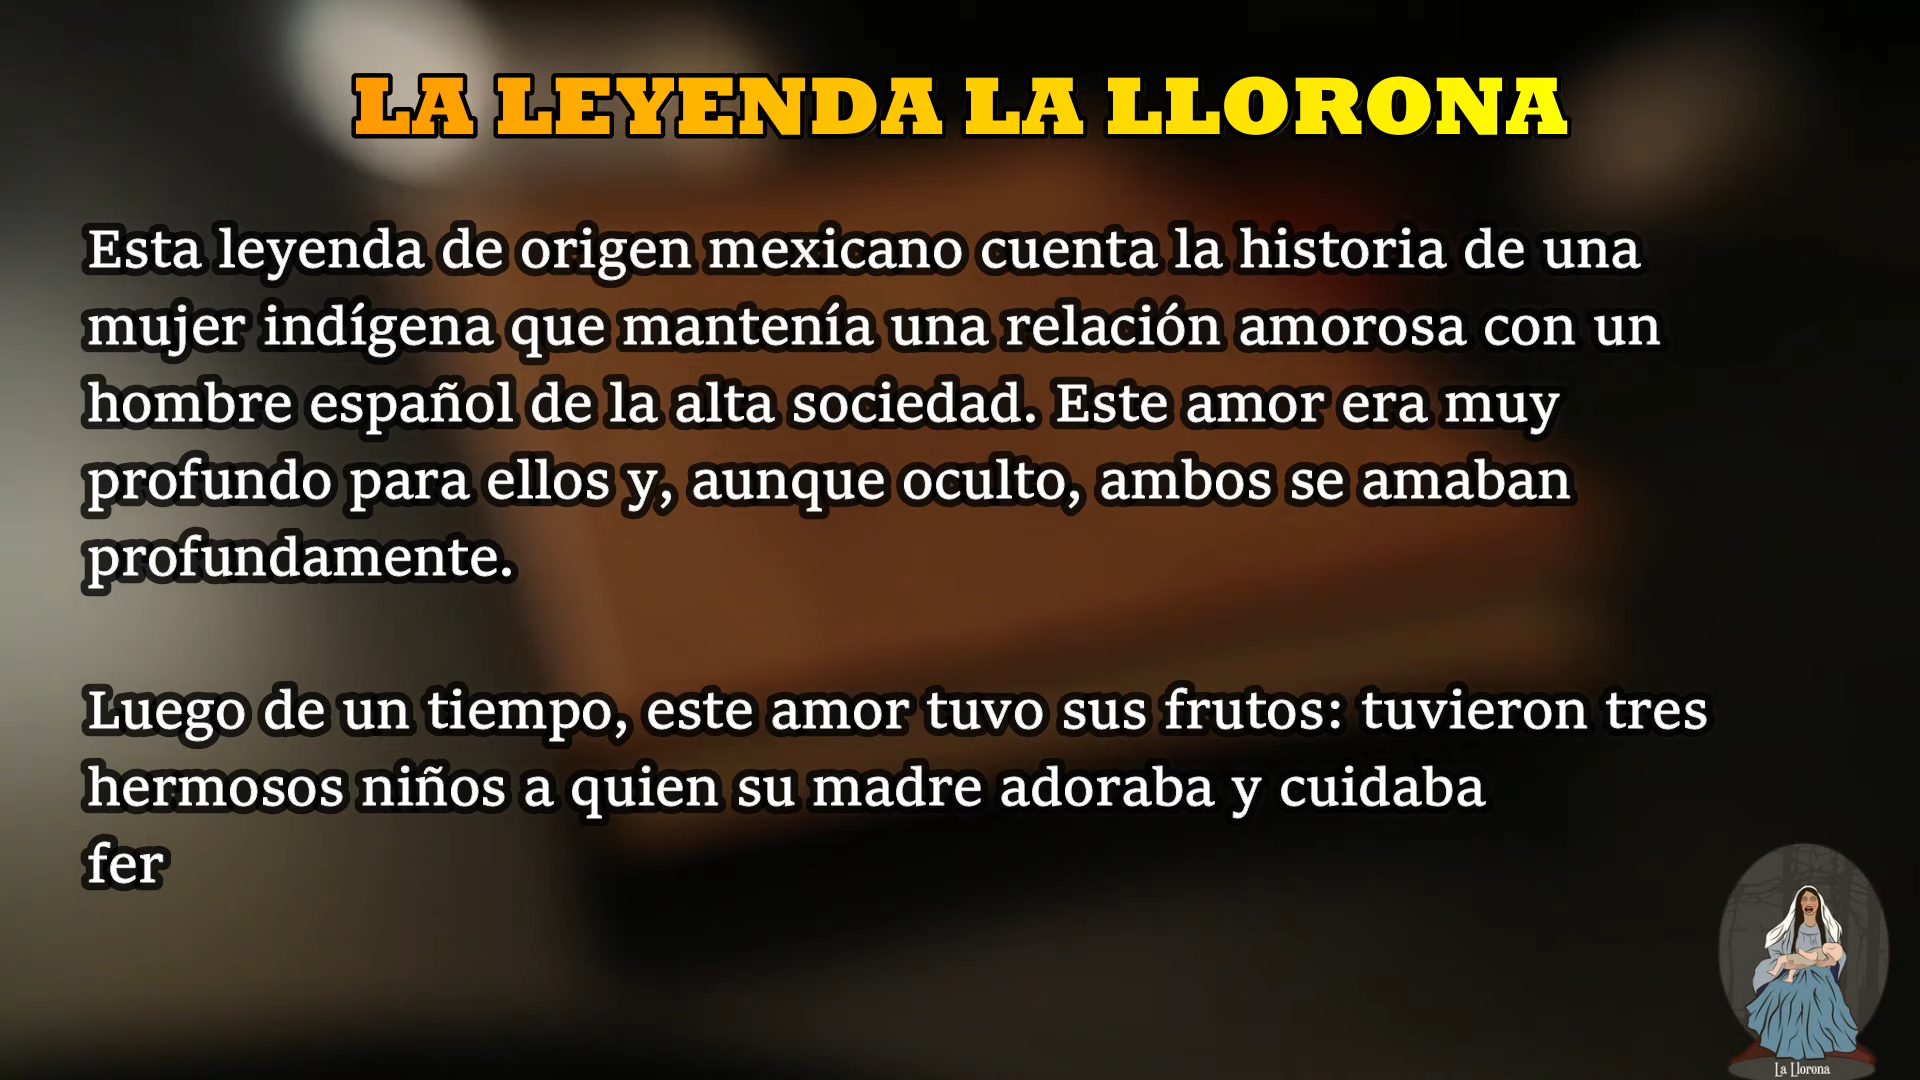 LA LEYENDA LA LLORONA
Esta leyenda de origen mexicano cuenta la historia de una
mujer indígena que mantenía una relación amorosa con un
hombre español de la alta sociedad. Este amor era muy
profundo para ellos y, aunque oculto, ambos se amaban
profundamente.
Luego de un tiempo, este amor tuvo sus frutos: tuvieron tres
hermosos niños a quien su madre adoraba y cuidaba
fer
La Llorona